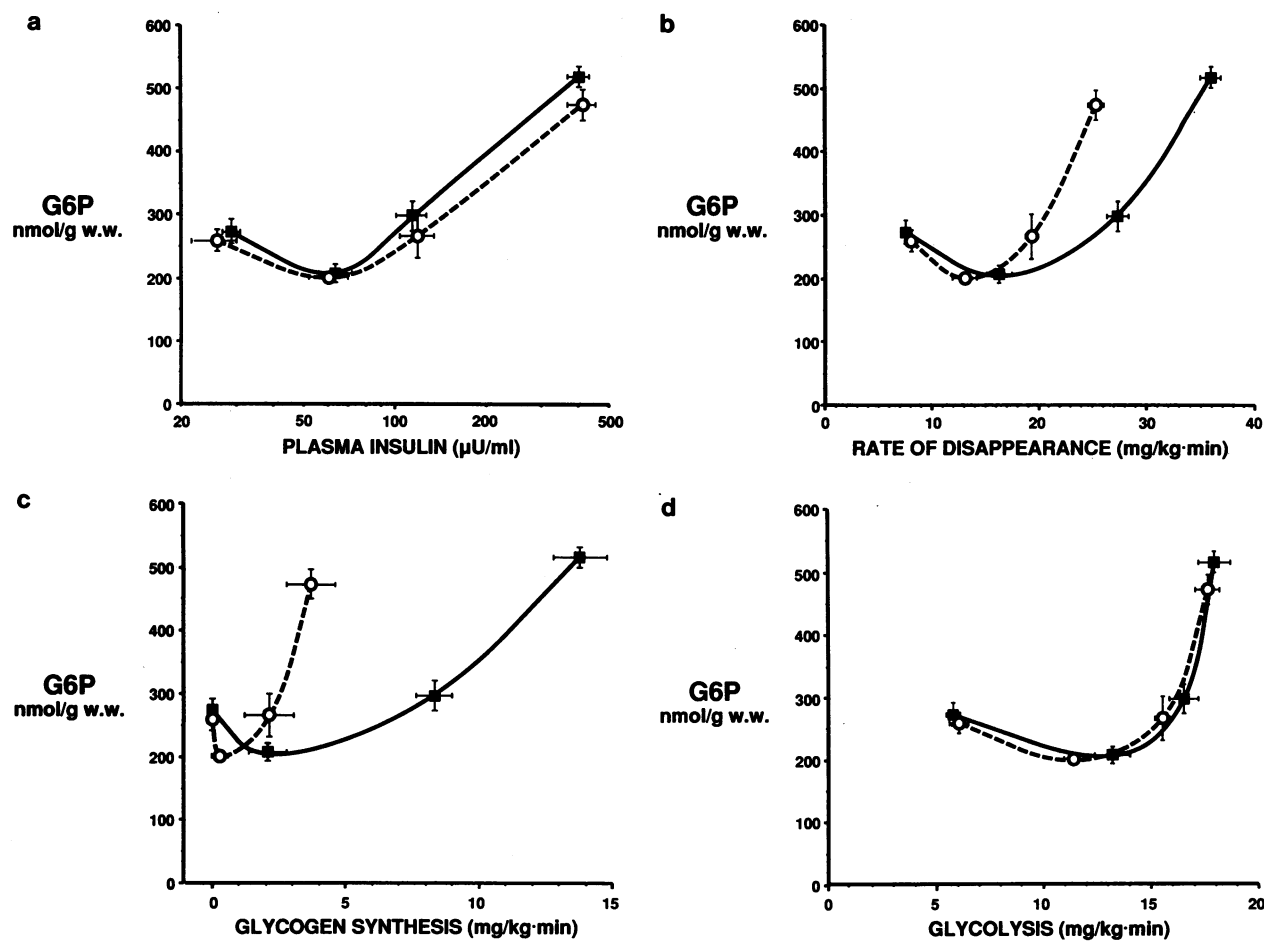 a
600
500
400
300
200
100
0
G6P
nmol/g w.w.
20 50 100 200 500
PLASMA INSULIN (µU/ml)
b
600
500
400
300
200
100
0
G6P
nmol/g w.w.
0 10 20 30 40
RATE OF DISAPPEARANCE (mg/kg·min)
c
600
500
400
300
200
100
0
G6P
nmol/g w.w.
0 5 10 15
GLYCOGEN SYNTHESIS (mg/kg·min)
d
600
500
400
300
200
100
0
G6P
nmol/g w.w.
0 5 10 15 20
GLYCOLYSIS (mg/kg·min)